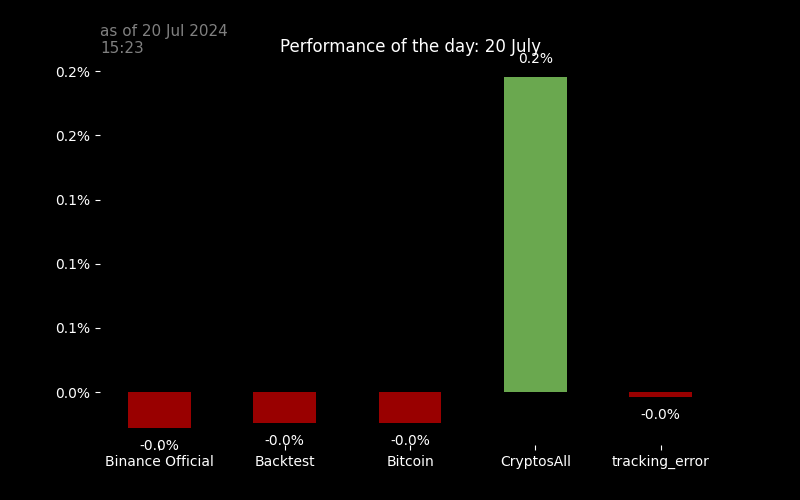 as of 20 Jul 2024
15:23
Performance of the day: 20 July
0.2%
0.2%
0.2%
0.1%
0.1%
0.1%
0.0%
-0.0%
-0.0%
-0.0%
-0.0%
Binance Official
Backtest
Bitcoin
CryptosAll
tracking_error